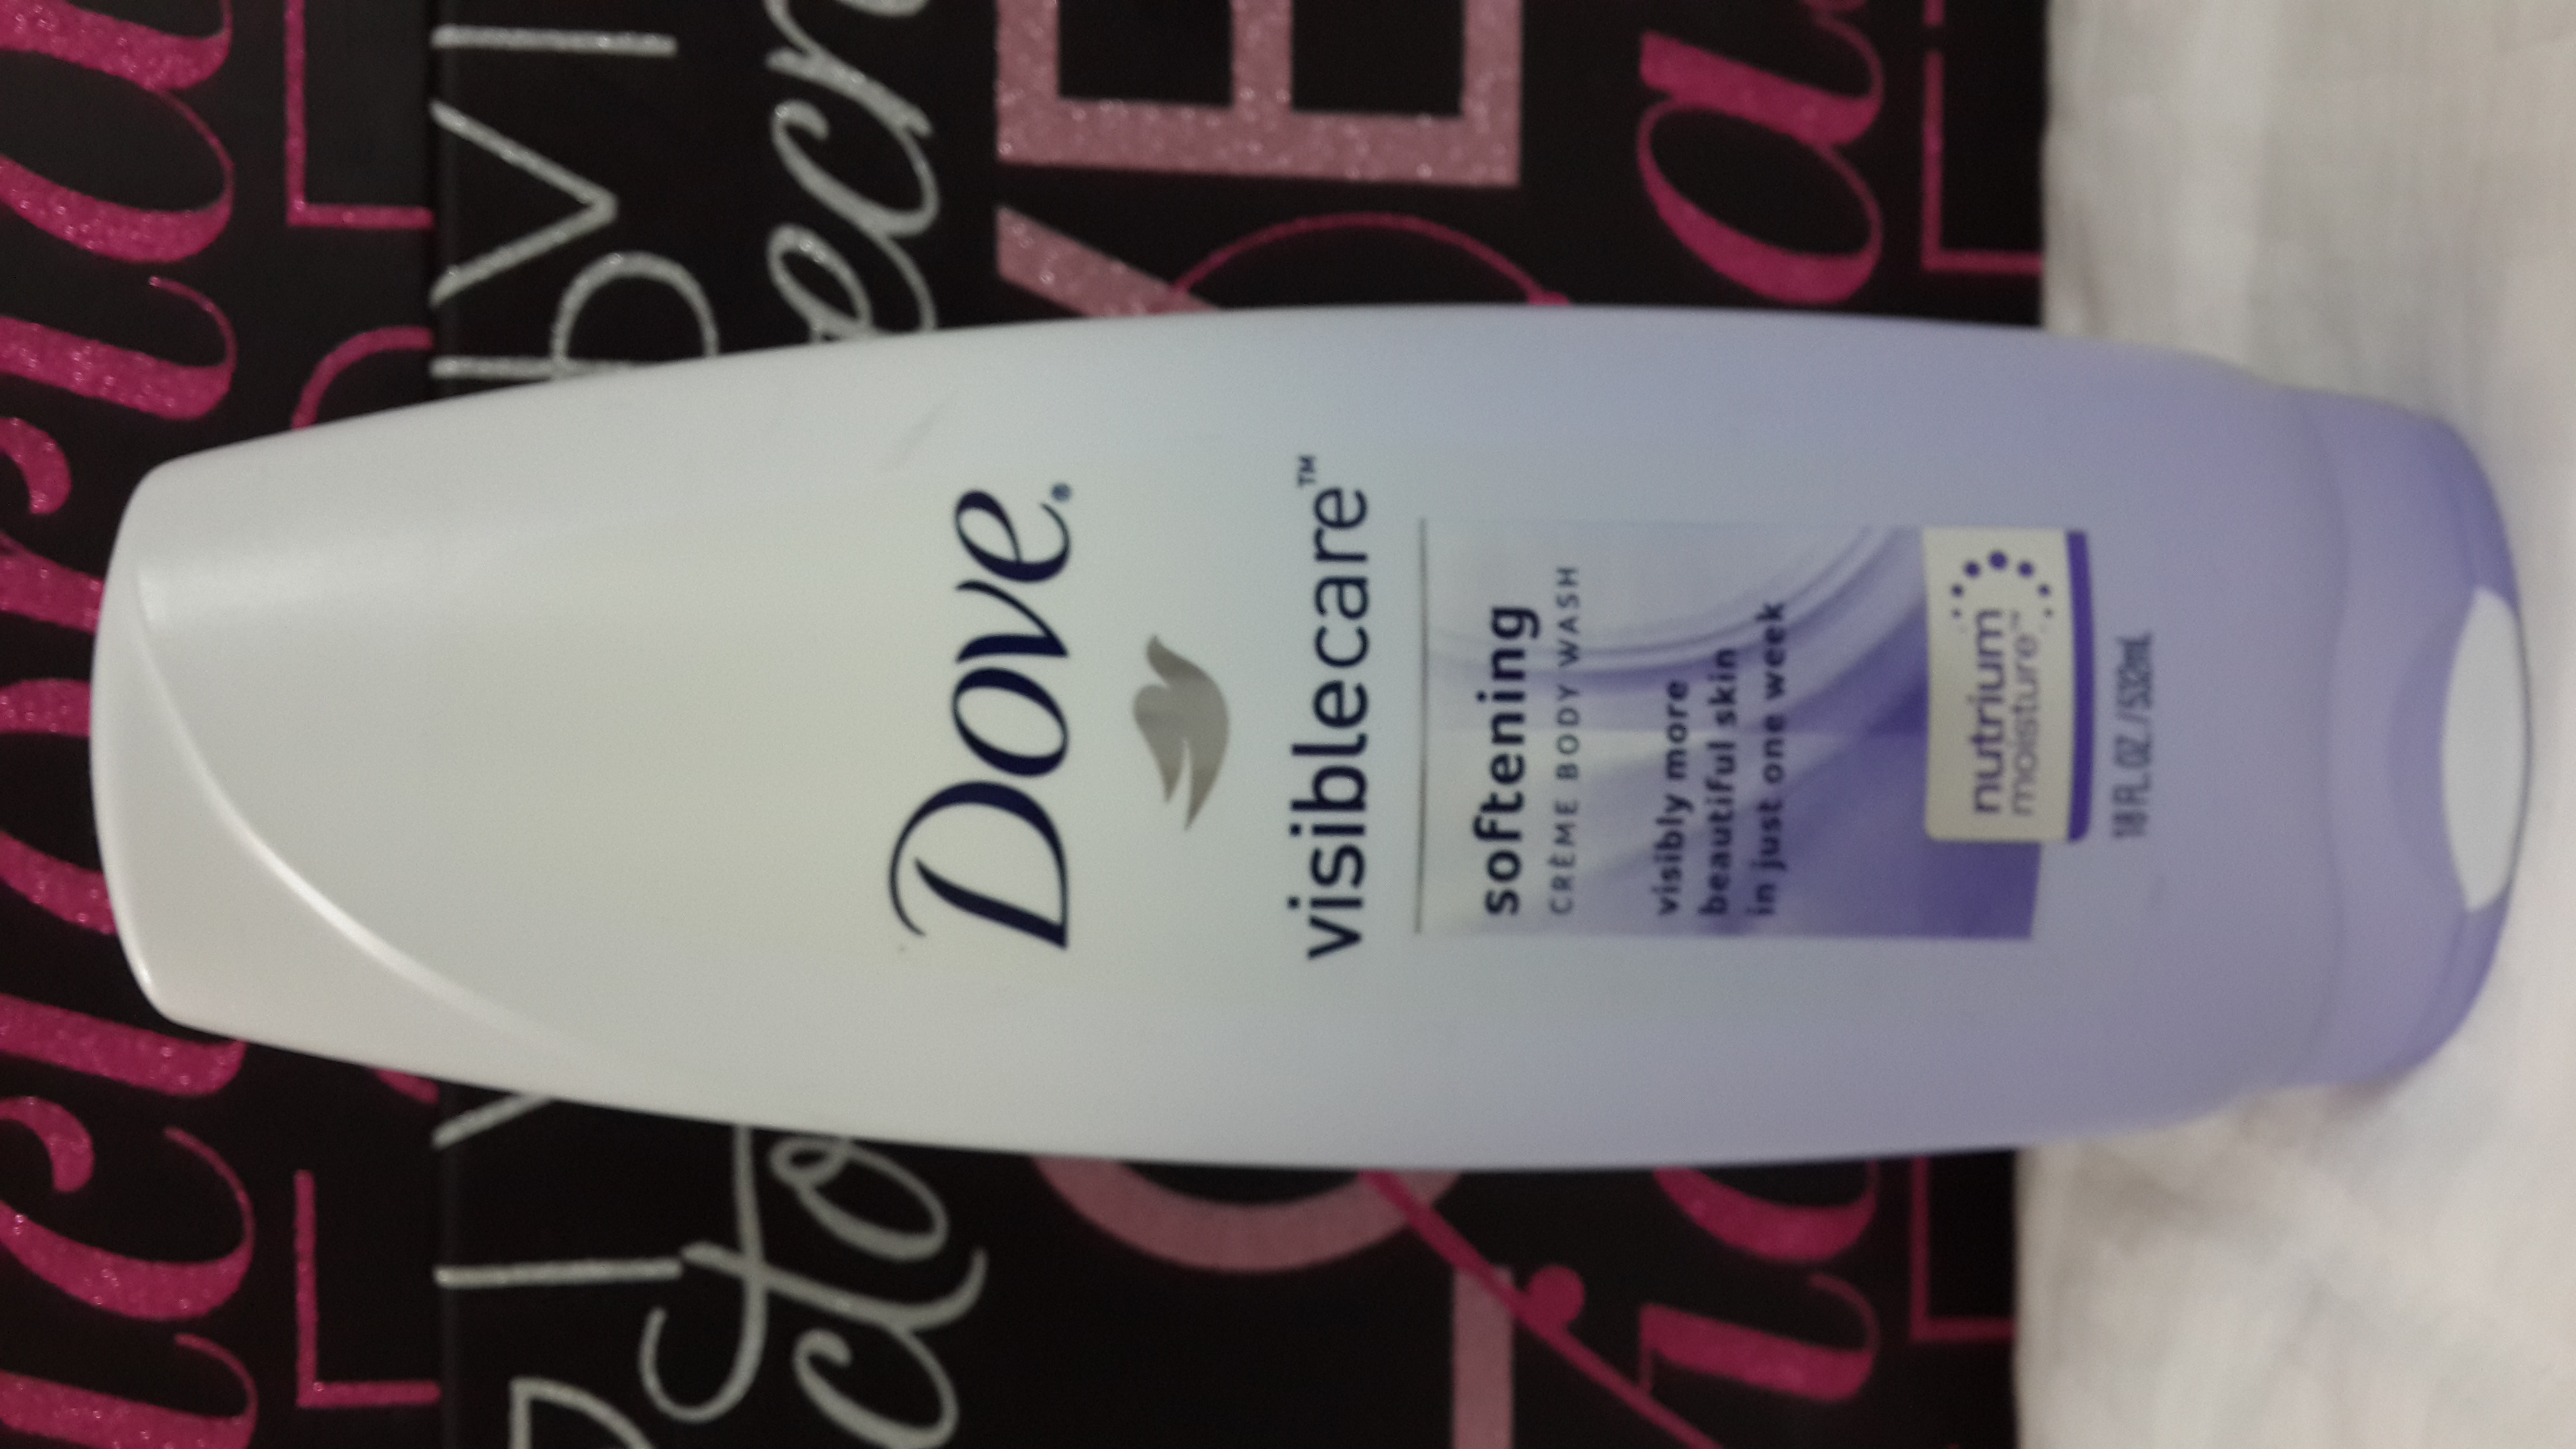 ictoria
Dove®
visiblecare™
softening
CRÈME BODY WASH
visibly more
beautiful skin
in just one week
nutrium
moisture™
18 FL. OZ. / 532mL